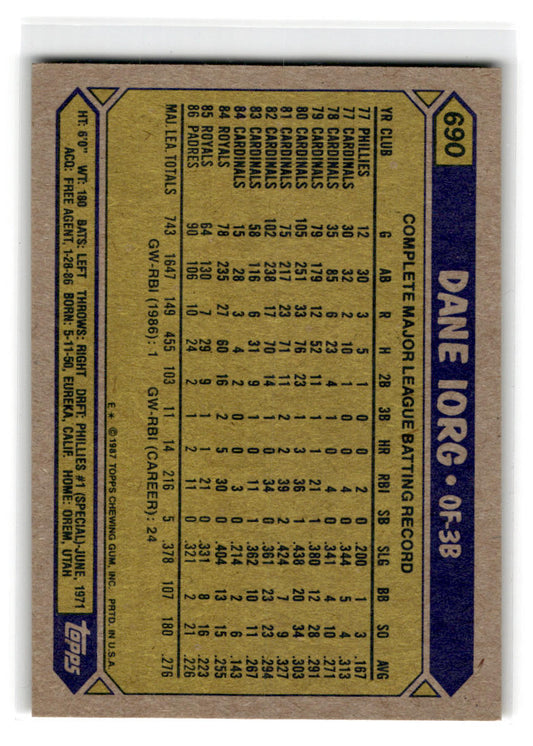 690
DANE IORG • OF-3B
COMPLETE MAJOR LEAGUE BATTING RECORD
YR CLUB G AB R H 2B 3B HR RBI SB SLG BB SO AVG
77 PHILLIES 12 30 3 5 1 0 0 2 0 .200 1 3 .167
77 CARDINALS 30 32 2 10 1 0 0 4 0 .344 5 4 .313
78 CARDINALS 35 85 6 23 4 1 0 4 0 .341 4 10 .271
79 CARDINALS 79 179 12 52 11 1 1 21 1 .380 12 28 .291
80 CARDINALS 105 251 33 76 23 1 3 36 1 .438 20 34 .303
81 CARDINALS 75 217 23 71 11 2 2 39 2 .424 7 9 .327
82 CARDINALS 102 238 17 70 14 1 0 34 0 .361 23 23 .294
83 CARDINALS 58 116 6 31 9 1 0 11 1 .362 10 11 .267
84 CARDINALS 15 28 3 4 2 0 0 3 0 .214 2 6 .143
84 ROYALS 78 235 27 60 16 2 5 30 0 .404 13 15 .255
85 ROYALS 64 130 7 29 9 1 1 21 0 .331 8 16 .223
86 PADRES 90 106 10 24 2 1 2 11 0 .321 2 21 .226
MAJ.LEA.TOTALS 743 1647 149 455 103 11 14 216 5 .378 107 180 .276
GW-RBI (1986): 1 GW-RBI (CAREER): 24
E* ©1987 TOPPS CHEWING GUM, INC. PRTD. IN U.S.A.
HT: 6'0" WT: 180 BATS: LEFT THROWS: RIGHT DRFT: PHILLIES #1 (SPECIAL)-JUNE, 1971
ACQ: FREE AGENT, 1-28-86 BORN: 5-11-50, EUREKA, CALIF. HOME: OREM, UTAH
TOPPS